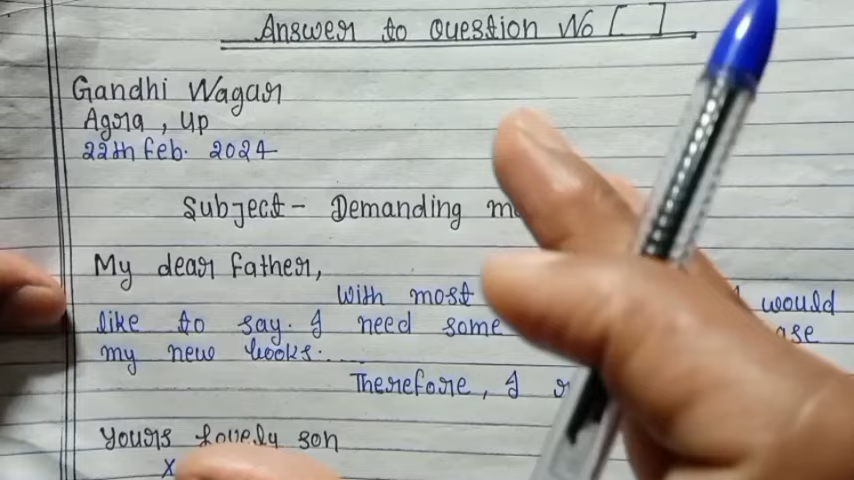 Answer to Question No [ ]
Gandhi Nagar
Agra , Up
22th feb. 2024
Subject - Demanding
My dear father,
With most would
like to say. I need some
my new books.....
Therefore, I
Yours Lovely son
X